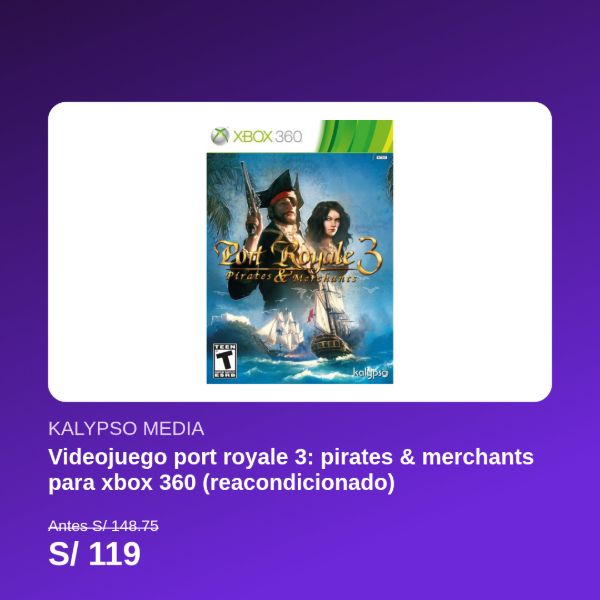 XBOX 360
Port Royale 3
Pirates & Merchants
TEEN
T
ESRB
kalypso
KALYPSO MEDIA
Videojuego port royale 3: pirates & merchants
para xbox 360 (reacondicionado)
Antes S/ 148.75
S/ 119